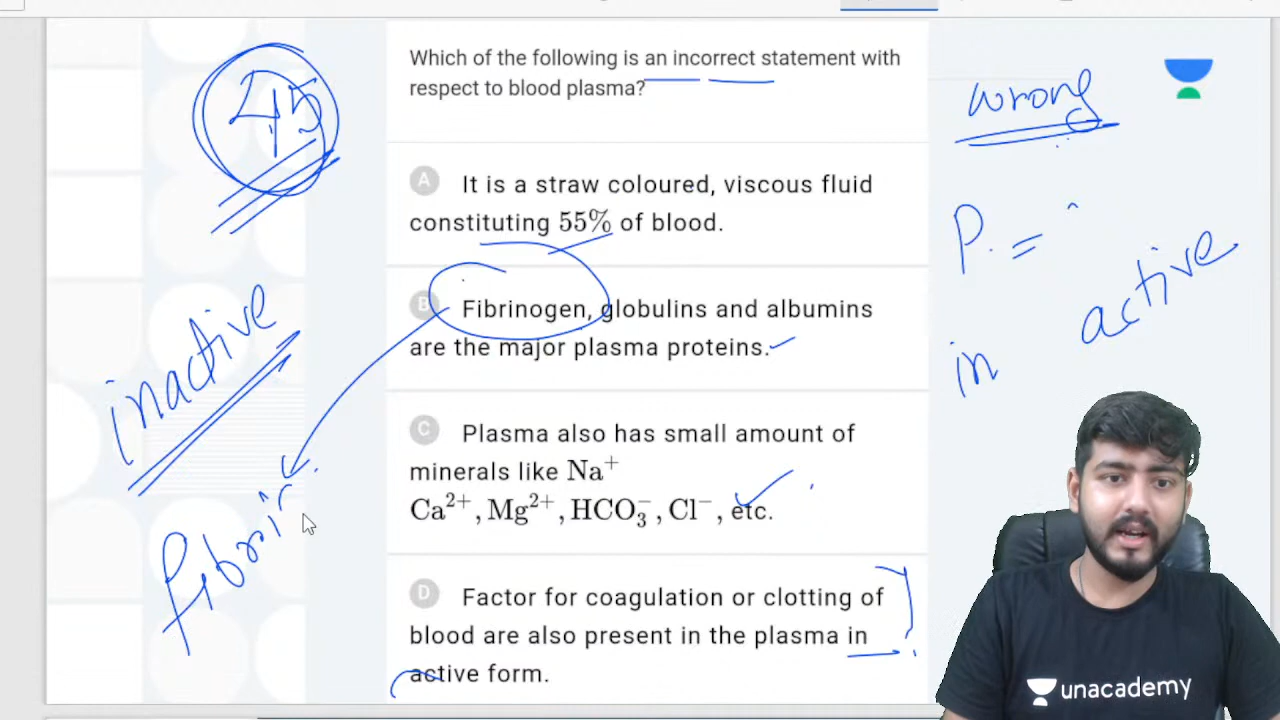 Which of the following is an incorrect statement with
respect to blood plasma?
45
wrong
A It is a straw coloured, viscous fluid
constituting 55% of blood.
P. =
in active
B Fibrinogen, globulins and albumins
are the major plasma proteins.
inactive
C Plasma also has small amount of
minerals like Na⁺
Ca²⁺, Mg²⁺, HCO₃⁻, Cl⁻, etc.
fibrin
D Factor for coagulation or clotting of
blood are also present in the plasma in
active form.
unacademy